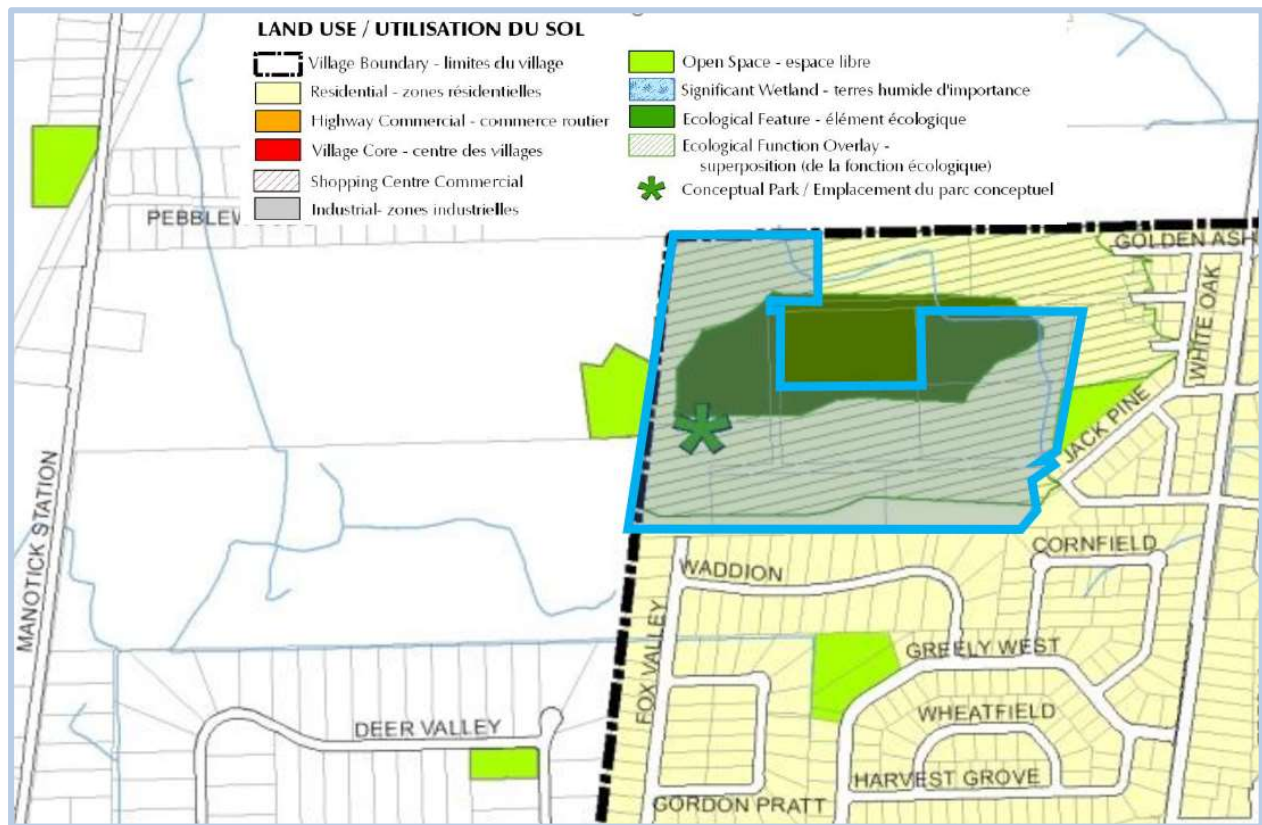 LAND USE / UTILISATION DU SOL
Village Boundary - limites du village
Residential - zones résidentielles
Highway Commercial - commerce routier
Village Core - centre des villages
Shopping Centre Commercial
Industrial- zones industrielles
Open Space - espace libre
Significant Wetland - terres humide d'importance
Ecological Feature - élément écologique
Ecological Function Overlay -
superposition (de la fonction écologique)
Conceptual Park / Emplacement du parc conceptuel
GOLDEN ASH
WHITE OAK
JACK PINE
MANOTICK STATION
CORNFIELD
WADDION
FOX VALLEY
GREELY WEST
WHEATFIELD
DEER VALLEY
HARVEST GROVE
GORDON PRATT